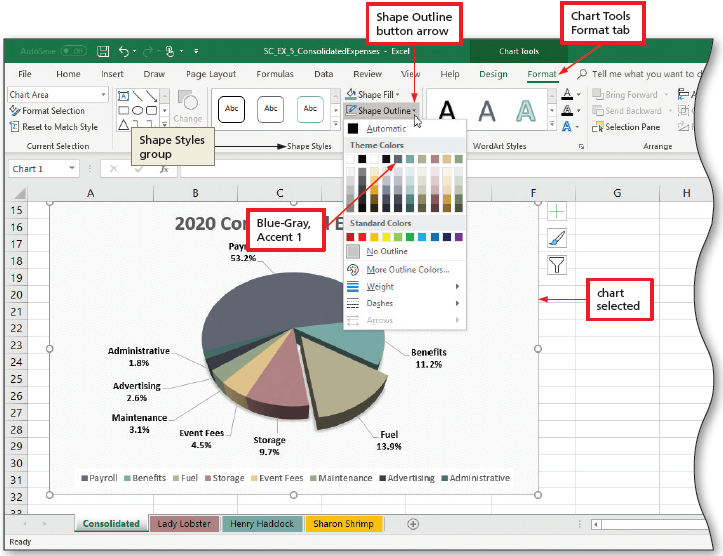 Shape Outline
button arrow
Chart Tools
Format tab
AutoSave Off
SC_EX_5_ConsolidatedExpenses - Excel
Chart Tools
File Home Insert Draw Page Layout Formulas Data Review View Help Design Format Tell me what you want to d
Chart Area
Format Selection
Reset to Match Style
Current Selection
Change
Abc Abc Abc
Shape Styles
Shape Fill
Shape Outline
A A A
WordArt Styles
A
A
A
Bring Forward
Send Backward
Selection Pane
Arrange
Shape Styles
group
Automatic
Theme Colors
Standard Colors
No Outline
More Outline Colors...
Weight
Dashes
Arrows
Blue-Gray,
Accent 1
Chart 1
fx
A B C F G H
15
16
17
18
19
20
21
22
23
24
25
26
27
28
29
30
31
32
33
2020 Con
E
Payro
53.2%
Benefits
11.2%
Fuel
13.9%
Storage
9.7%
Event Fees
4.5%
Maintenance
3.1%
Advertising
2.6%
Administrative
1.8%
Payroll Benefits Fuel Storage Event Fees Maintenance Advertising Administrative
chart
selected
Consolidated Lady Lobster Henry Haddock Sharon Shrimp
Ready